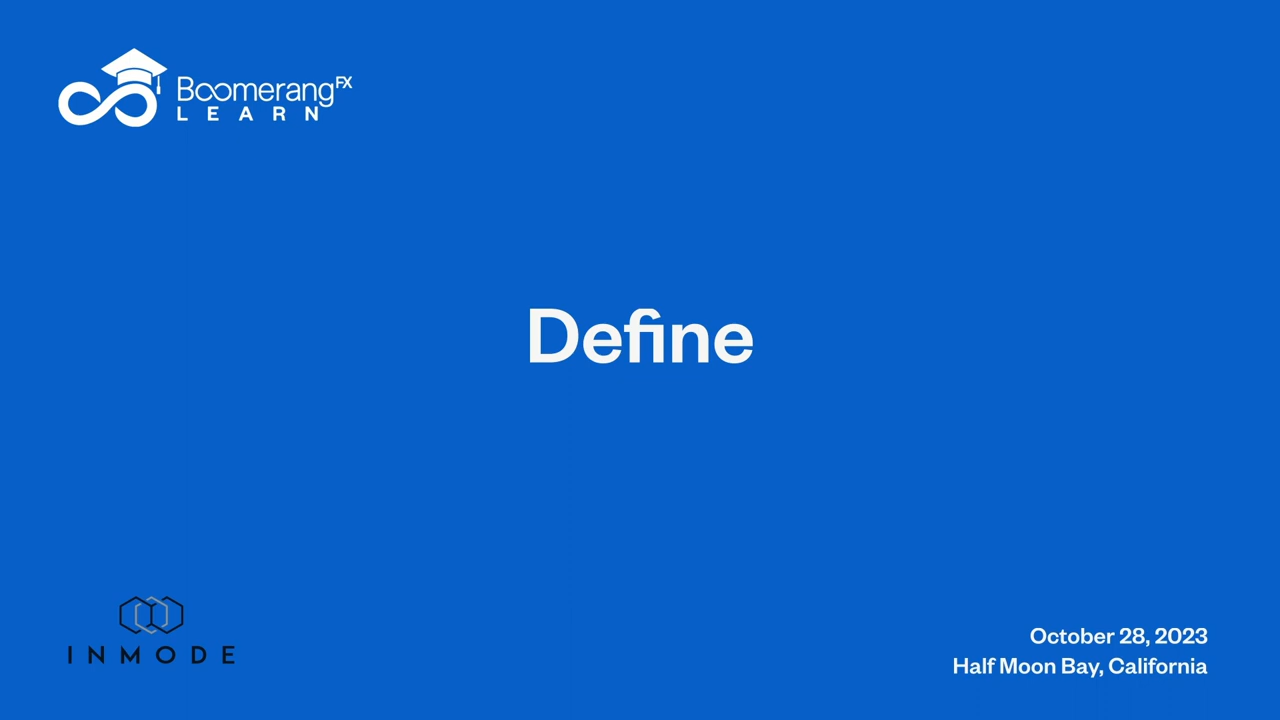 BoomerangFX
LEARN
Define
INMODE
October 28, 2023
Half Moon Bay, California